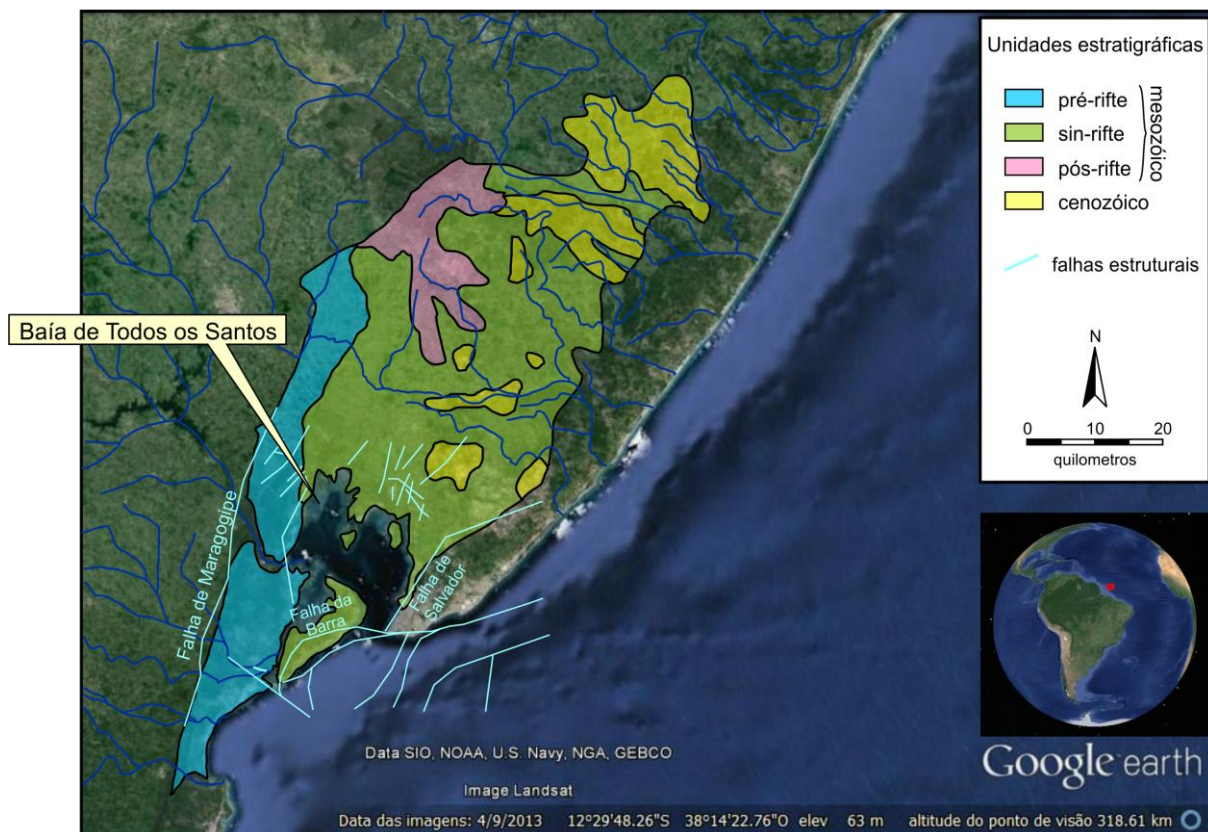 Unidades estratigráficas
pré-rifte
sin-rifte
pós-rifte
mesozóico
cenozóico
falhas estruturais
N
0 10 20
quilometros
Baía de Todos os Santos
Falha de Maragogipe
Falha da
Barra
Falha de
Salvador
Data SIO, NOAA, U.S. Navy, NGA, GEBCO
Image Landsat
Google earth
Data das imagens: 4/9/2013 12°29'48.26"S 38°14'22.76"O elev 63 m altitude do ponto de visão 318.61 km